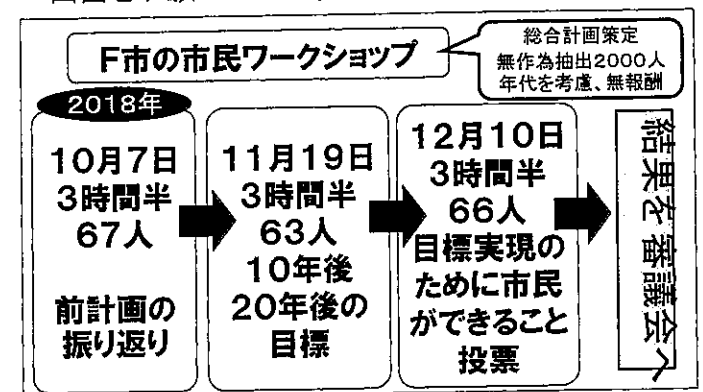 F市の市民ワークショップ
総合計画策定
無作為抽出2000人
年代を考慮、無報酬
2018年
10月7日
3時間半
67人
前計画の
振り返り
11月19日
3時間半
63人
10年後
20年後の
目標
12月10日
3時間半
66人
目標実現の
ために市民
ができること
投票
結果を審議会へ